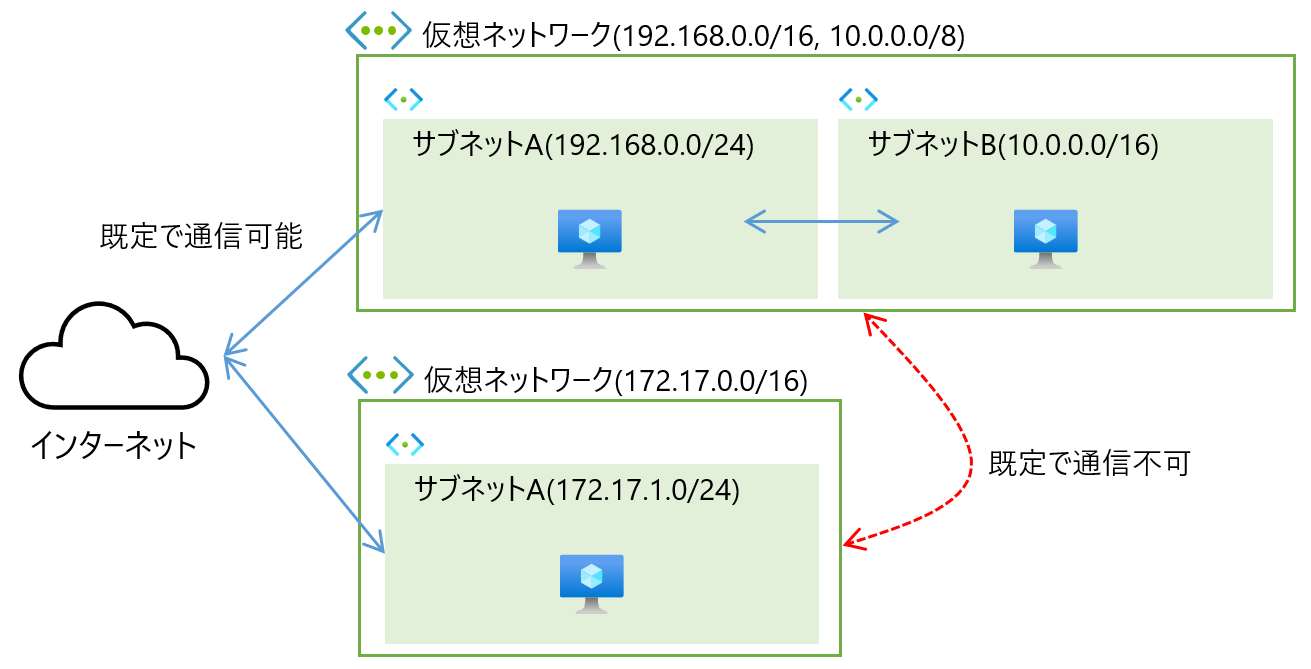 仮想ネットワーク(192.168.0.0/16, 10.0.0.0/8)
サブネットA(192.168.0.0/24)
サブネットB(10.0.0.0/16)
既定で通信可能
インターネット
仮想ネットワーク(172.17.0.0/16)
サブネットA(172.17.1.0/24)
既定で通信不可